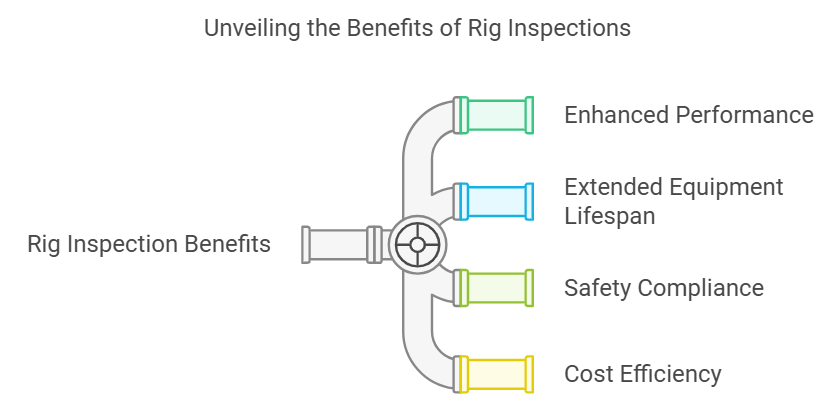 Unveiling the Benefits of Rig Inspections
Rig Inspection Benefits
Enhanced Performance
Extended Equipment
Lifespan
Safety Compliance
Cost Efficiency